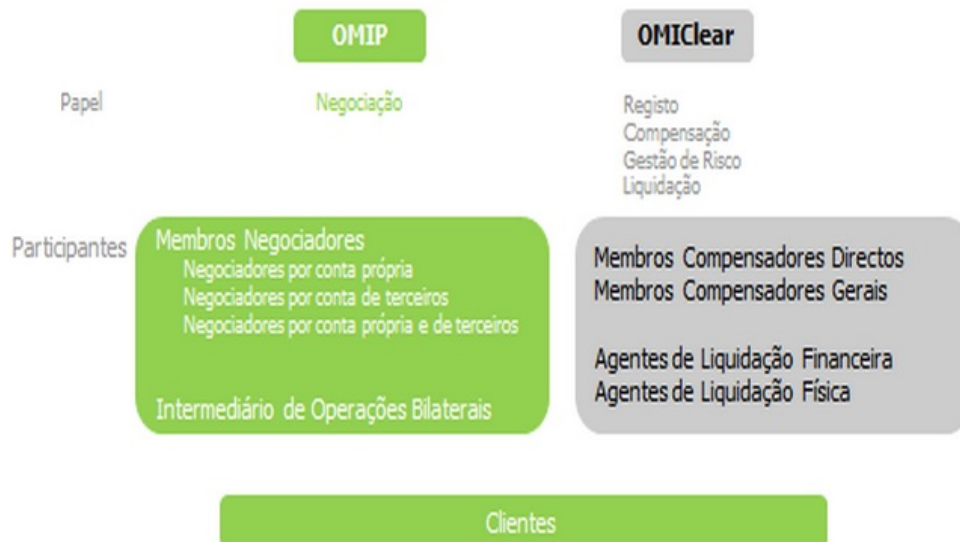 OMIP
OMIClear
Papel
Negociação
Registo
Compensação
Gestão de Risco
Liquidação
Participantes
Membros Negociadores
Negociadores por conta própria
Negociadores por conta de terceiros
Negociadores por conta própria e de terceiros
Intermediário de Operações Bilaterais
Membros Compensadores Directos
Membros Compensadores Gerais
Agentes de Liquidação Financeira
Agentes de Liquidação Física
Clientes